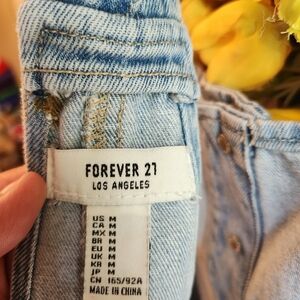 FOREVER 21
LOS ANGELES
US M
CA M
MX M
BR M
EU M
UK M
KR M
JP M
CN 165/92A
MADE IN CHINA